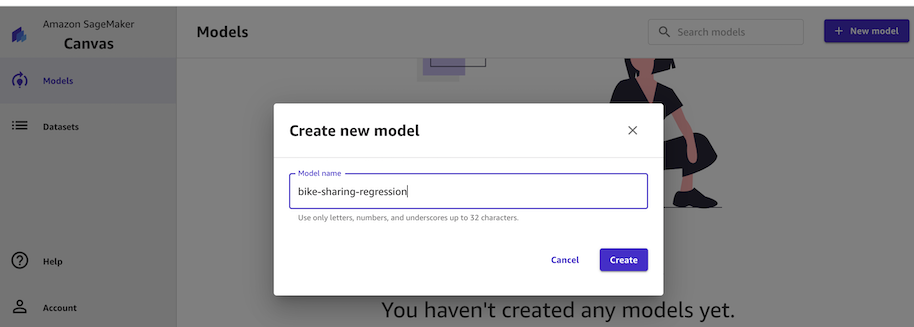 Amazon SageMaker
Canvas
Models
Search models
+ New model
Models
Datasets
Create new model
Model name
bike-sharing-regression
Use only letters, numbers, and underscores up to 32 characters.
Cancel
Create
Help
Account
You haven't created any models yet.